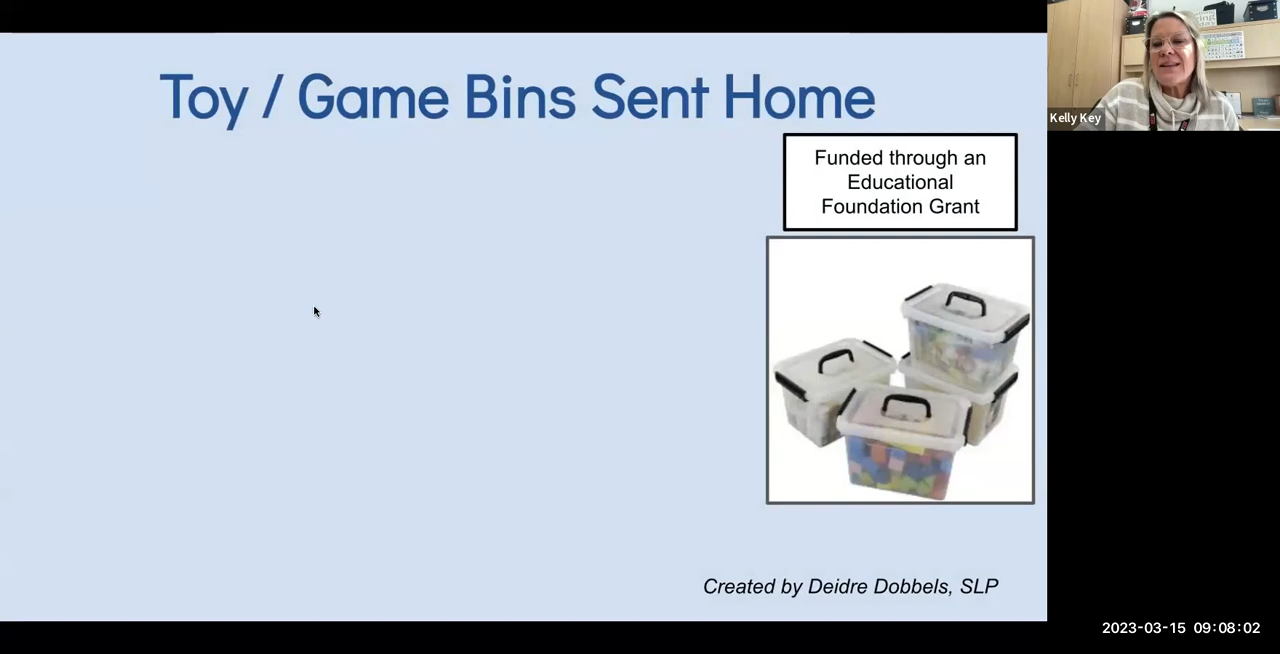 Toy / Game Bins Sent Home
Funded through an
Educational
Foundation Grant
Created by Deidre Dobbels, SLP
Kelly Key
2023-03-15 09:08:02